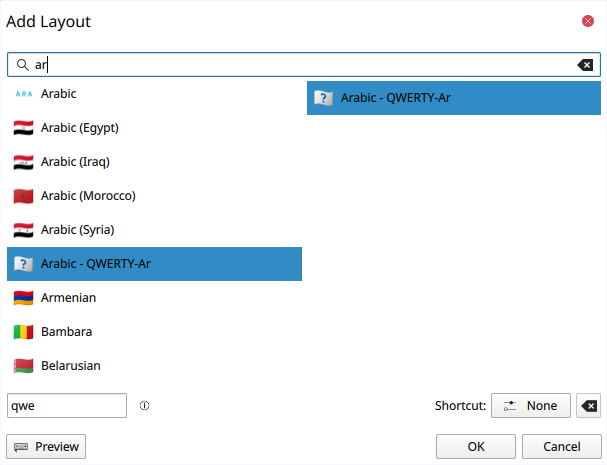 Add Layout
ar
ARA Arabic
Arabic (Egypt)
Arabic (Iraq)
Arabic (Morocco)
Arabic (Syria)
? Arabic - QWERTY-Ar
Armenian
Bambara
Belarusian
? Arabic - QWERTY-Ar
qwe
Shortcut: None
Preview
OK
Cancel